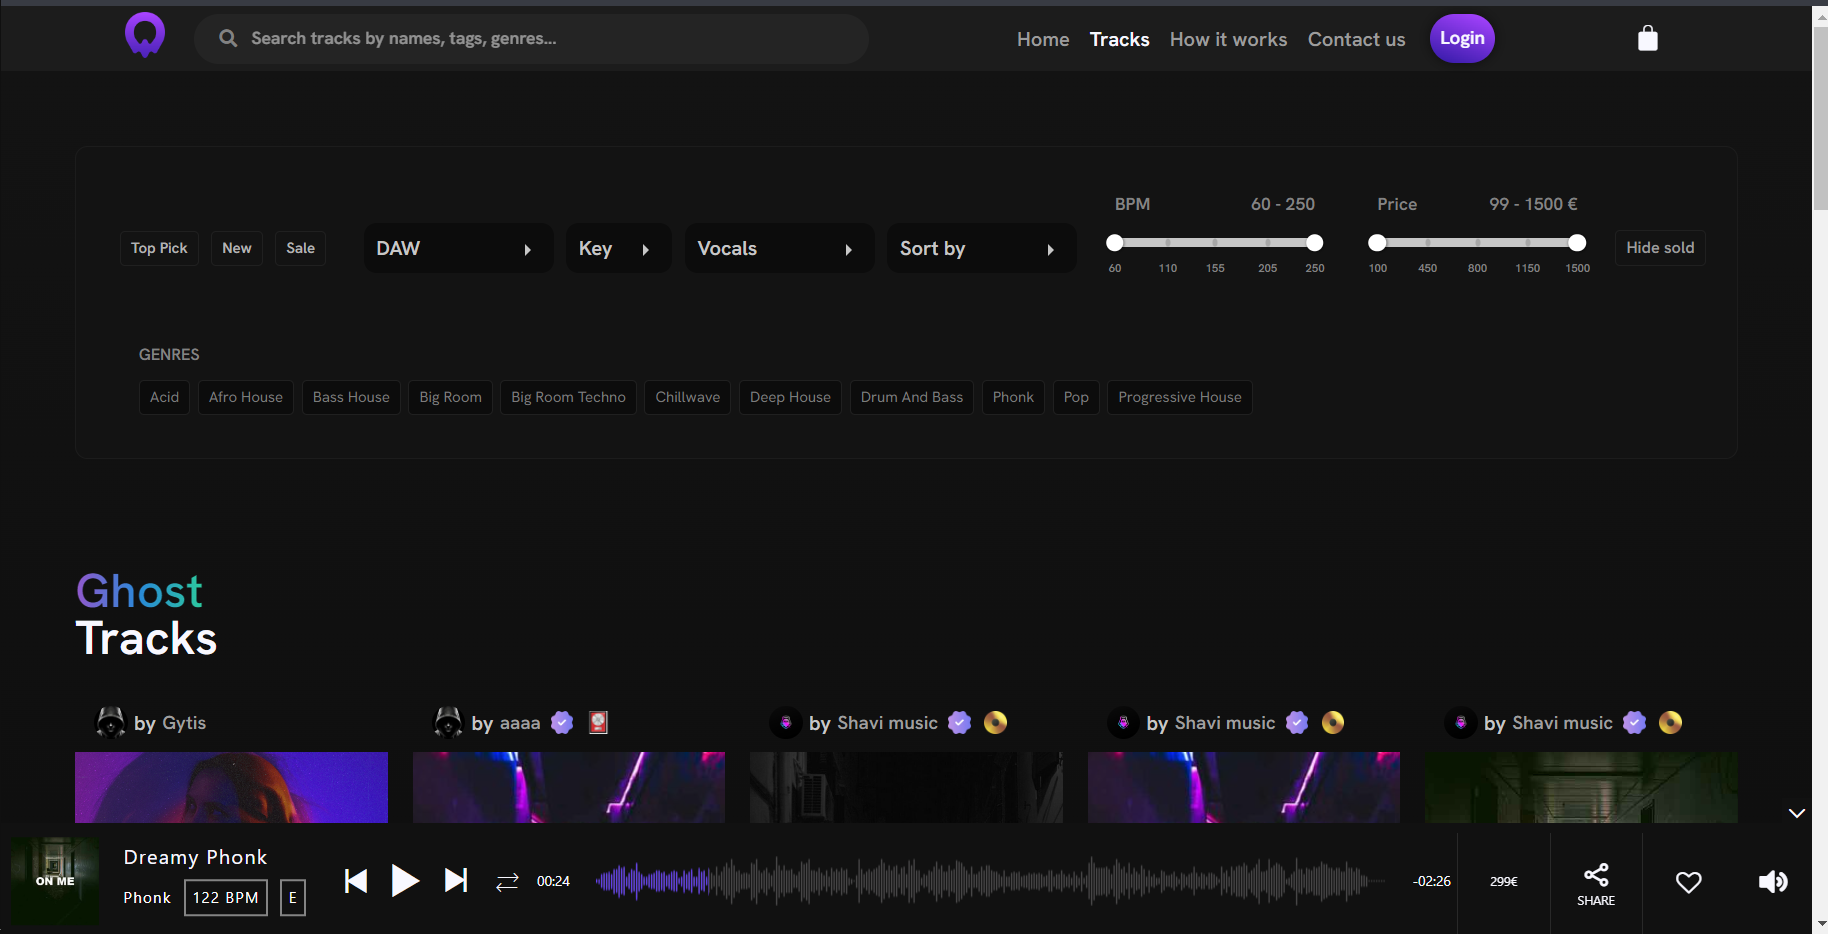 Search tracks by names, tags, genres...
Home Tracks How it works Contact us Login
BPM 60 - 250 Price 99 - 1500 €
Top Pick New Sale DAW Key Vocals Sort by Hide sold
60 110 155 205 250 100 450 800 1150 1500
GENRES
Acid Afro House Bass House Big Room Big Room Techno Chillwave Deep House Drum And Bass Phonk Pop Progressive House
Ghost
Tracks
by Gytis by aaaa by Shavi music by Shavi music by Shavi music
Dreamy Phonk
Phonk 122 BPM E
ON ME
00:24 -02:26 299€
SHARE